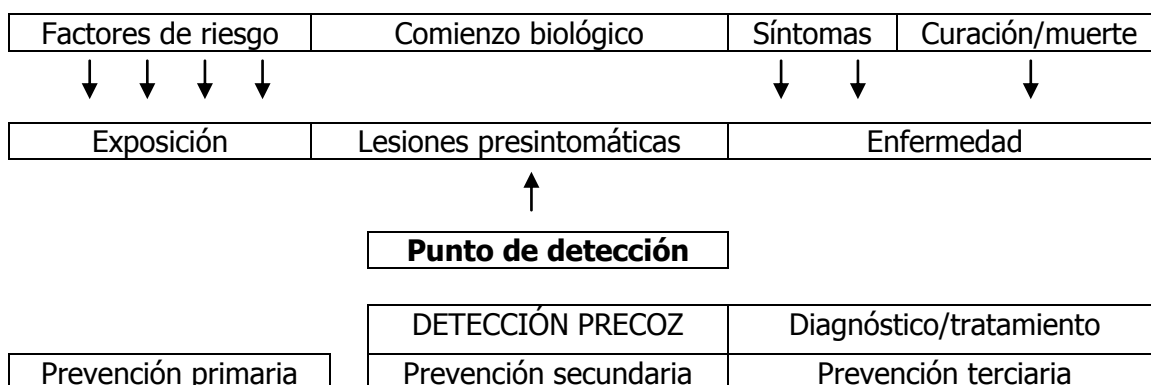 Factores de riesgo Comienzo biológico Síntomas Curación/muerte
Exposición Lesiones presintomáticas Enfermedad
Punto de detección
DETECCIÓN PRECOZ Diagnóstico/tratamiento
Prevención primaria Prevención secundaria Prevención terciaria